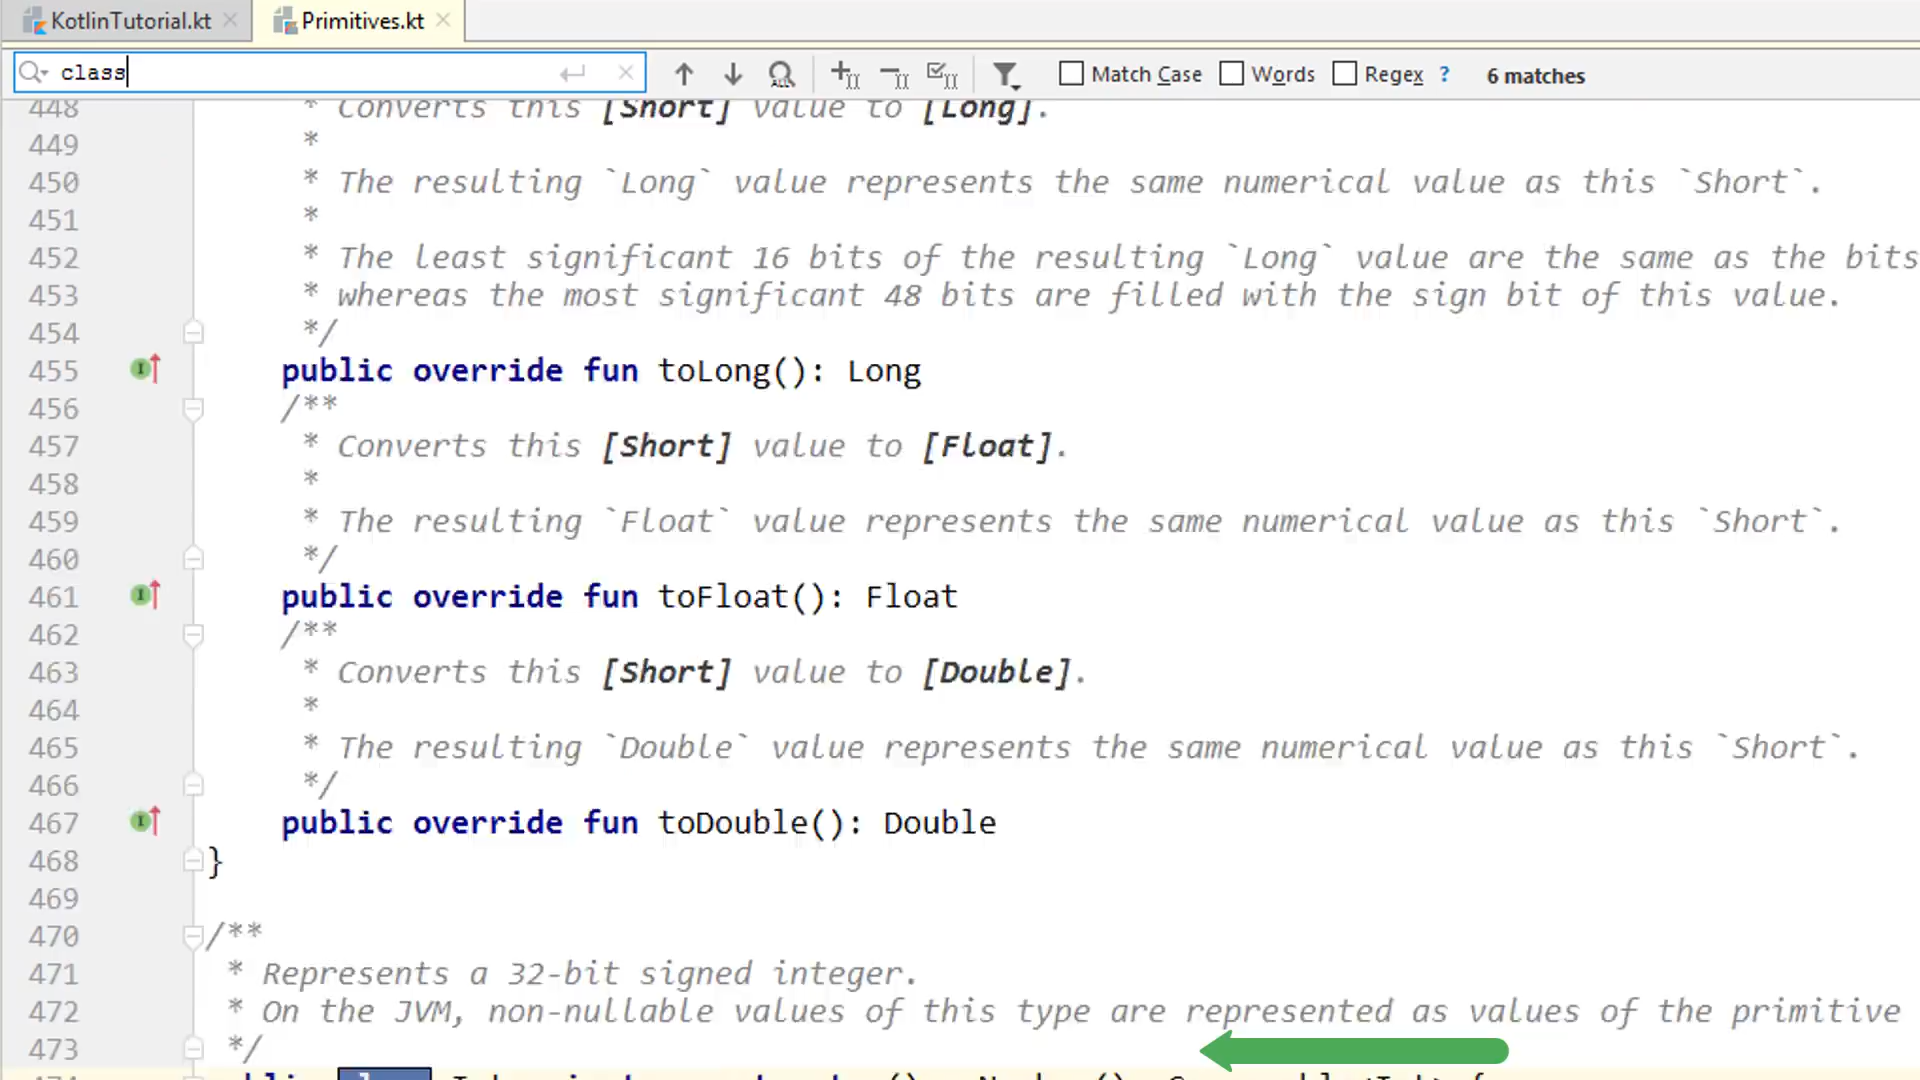 KotlinTutorial.kt Primitives.kt
class Match Case Words Regex ? 6 matches
448 * Converts this [Short] value to [Long].
449 *
450 * The resulting `Long` value represents the same numerical value as this `Short`.
451 *
452 * The least significant 16 bits of the resulting `Long` value are the same as the bits
453 * whereas the most significant 48 bits are filled with the sign bit of this value.
454 */
455 public override fun toLong(): Long
456 /**
457 * Converts this [Short] value to [Float].
458 *
459 * The resulting `Float` value represents the same numerical value as this `Short`.
460 */
461 public override fun toFloat(): Float
462 /**
463 * Converts this [Short] value to [Double].
464 *
465 * The resulting `Double` value represents the same numerical value as this `Short`.
466 */
467 public override fun toDouble(): Double
468 }
469
470 /**
471 * Represents a 32-bit signed integer.
472 * On the JVM, non-nullable values of this type are represented as values of the primitive
473 */